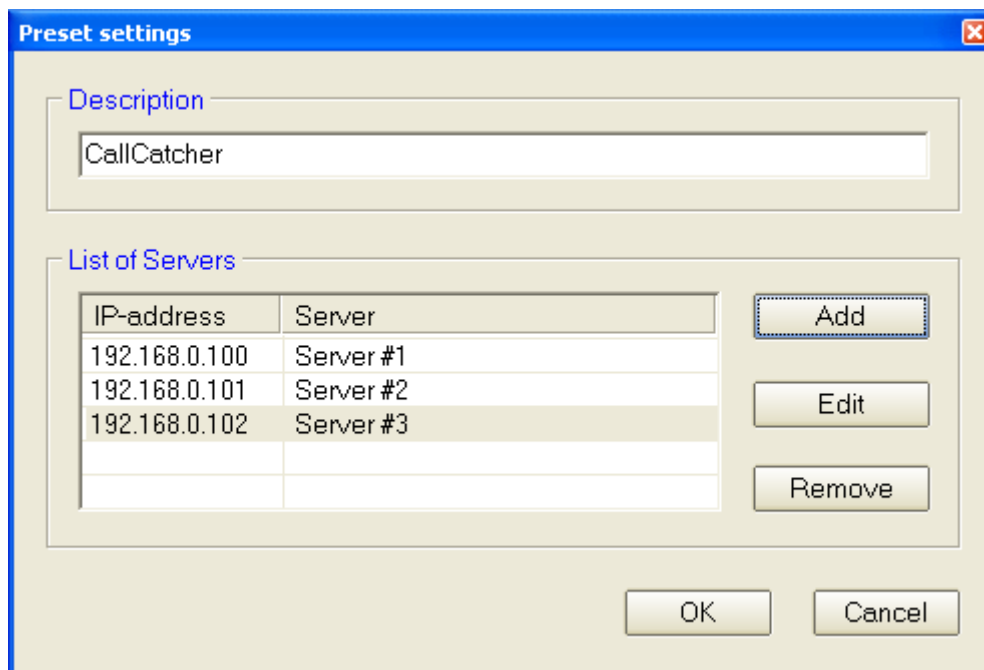 Preset settings
Description
CallCatcher
List of Servers
IP-address Server
192.168.0.100 Server #1
192.168.0.101 Server #2
192.168.0.102 Server #3
Add
Edit
Remove
OK Cancel